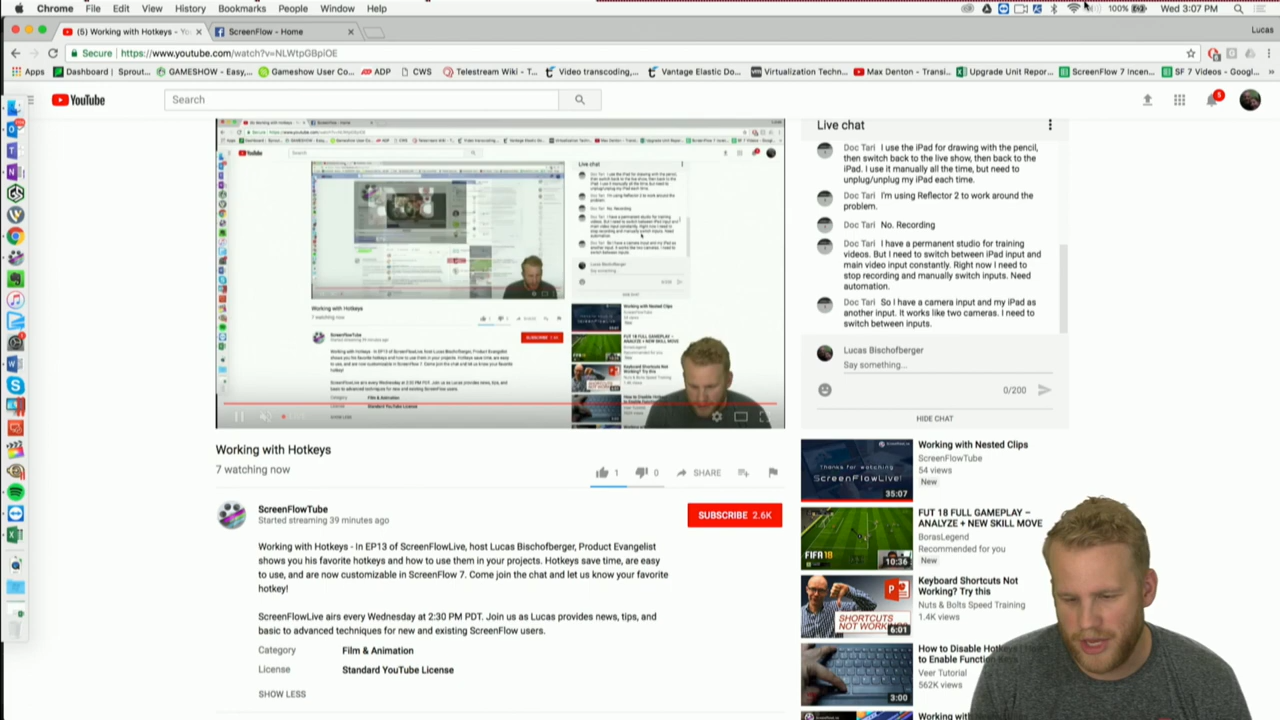 Chrome File Edit View History Bookmarks People Window Help 100% Wed 3:07 PM
(5) Working with Hotkeys - Yo ScreenFlow - Home Lucas
Secure https://www.youtube.com/watch?v=NLWtpGBpiOE
Apps Dashboard | Sprout... GAMESHOW - Easy,... Gameshow User Co... ADP CWS Telestream Wiki - T... Video transcoding,... Vantage Elastic Do... Virtualization Techn... Max Denton - Transi... Upgrade Unit Repor... ScreenFlow 7 Incen... SF 7 Videos - Googl...
YouTube
Search
5
Live chat
Doc Tari I use the iPad for drawing with the pencil,
then switch back to the live show, then back to the
iPad. I use it manually all the time, but need to
unplug/unplug my iPad each time.
Doc Tari I'm using Reflector 2 to work around the
problem.
Doc Tari No. Recording
Doc Tari I have a permanent studio for training
videos. But I need to switch between iPad input and
main video input constantly. Right now I need to
stop recording and manually switch inputs. Need
automation.
Doc Tari So I have a camera input and my iPad as
another input. It works like two cameras. I need to
switch between inputs.
Lucas Bischofberger
Say something...
0/200
HIDE CHAT
Working with Hotkeys
7 watching now
1 0 SHARE
ScreenFlowTube
Started streaming 39 minutes ago
SUBSCRIBE 2.6K
Working with Hotkeys - In EP13 of ScreenFlowLive, host Lucas Bischofberger, Product Evangelist
shows you his favorite hotkeys and how to use them in your projects. Hotkeys save time, are easy
to use, and are now customizable in ScreenFlow 7. Come join the chat and let us know your favorite
hotkey!
ScreenFlowLive airs every Wednesday at 2:30 PM PDT. Join us as Lucas provides news, tips, and
basic to advanced techniques for new and existing ScreenFlow users.
Category Film & Animation
License Standard YouTube License
SHOW LESS
Thanks for watching
ScreenFlowLive!
35:07
Working with Nested Clips
ScreenFlowTube
54 views
New
FIFA 18
10:36
FUT 18 FULL GAMEPLAY –
ANALYZE + NEW SKILL MOVE
BorasLegend
Recommended for you
New
SHORTCUTS
NOT WORKING
6:01
Keyboard Shortcuts Not
Working? Try this
Nuts & Bolts Speed Training
1.4K views
3:00
How to Disable
to Enable Function
Veer Tutorial
562K views
Working